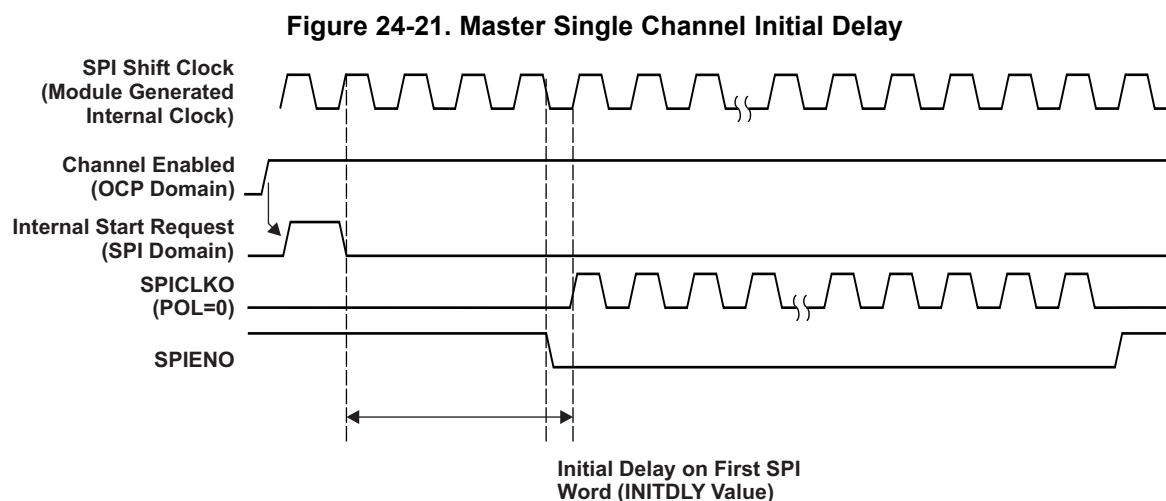 Figure 24-21. Master Single Channel Initial Delay
SPI Shift Clock
(Module Generated
Internal Clock)
Channel Enabled
(OCP Domain)
Internal Start Request
(SPI Domain)
SPICLKO
(POL=0)
SPIENO
Initial Delay on First SPI
Word (INITDLY Value)